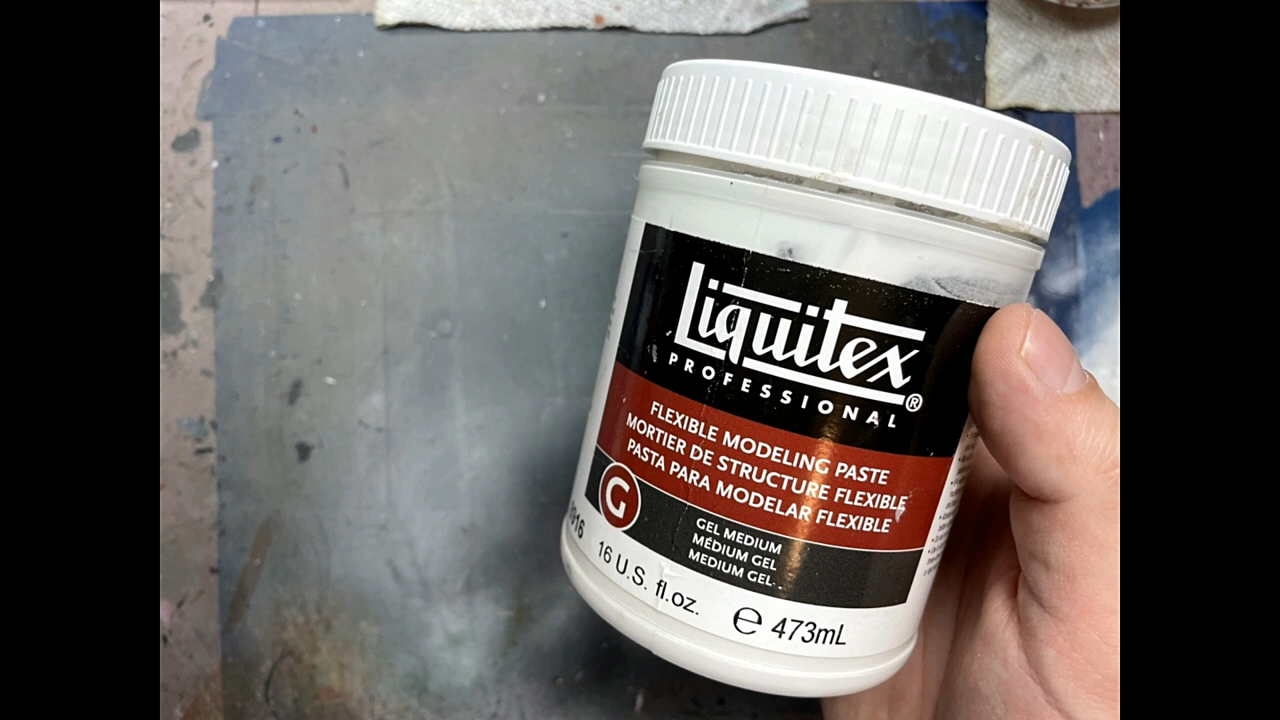 Liquitex®
PROFESSIONAL
FLEXIBLE MODELING PASTE
MORTIER DE STRUCTURE FLEXIBLE
PASTA PARA MODELAR FLEXIBLE
G
GEL MEDIUM
MÉDIUM GEL
MEDIUM GEL
16 U.S. fl.oz.
℮ 473mL